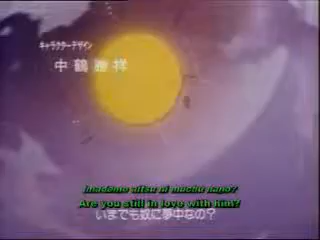 キャラクターデザイン
中鶴勝祥
Imademo aitsu ni muchu nano?
Are you still in love with him?
いまでも奴に夢中なの?